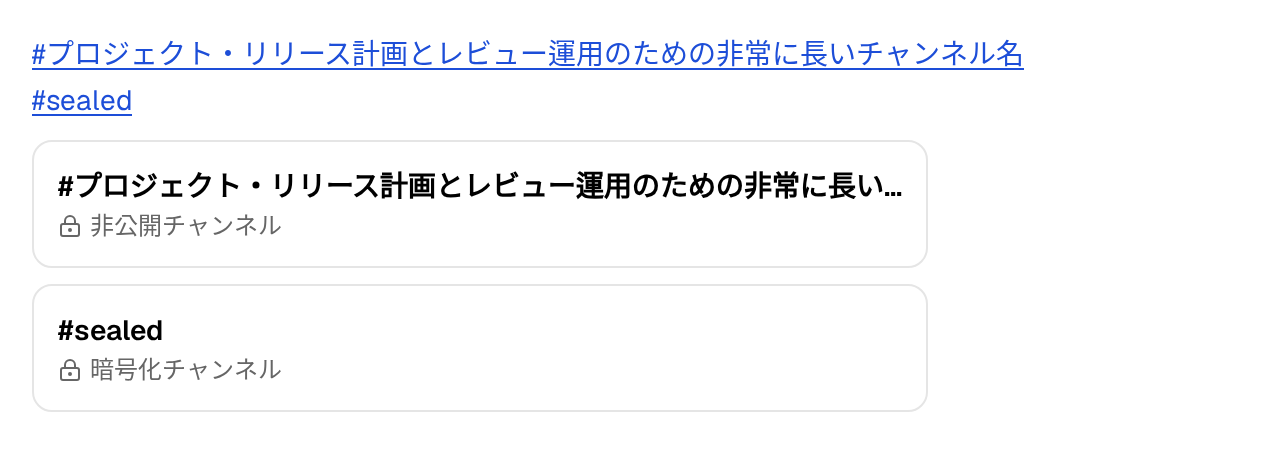 #プロジェクト・リリース計画とレビュー運用のための非常に長いチャンネル名
#sealed
#プロジェクト・リリース計画とレビュー運用のための非常に長い…
非公開チャンネル
#sealed
暗号化チャンネル